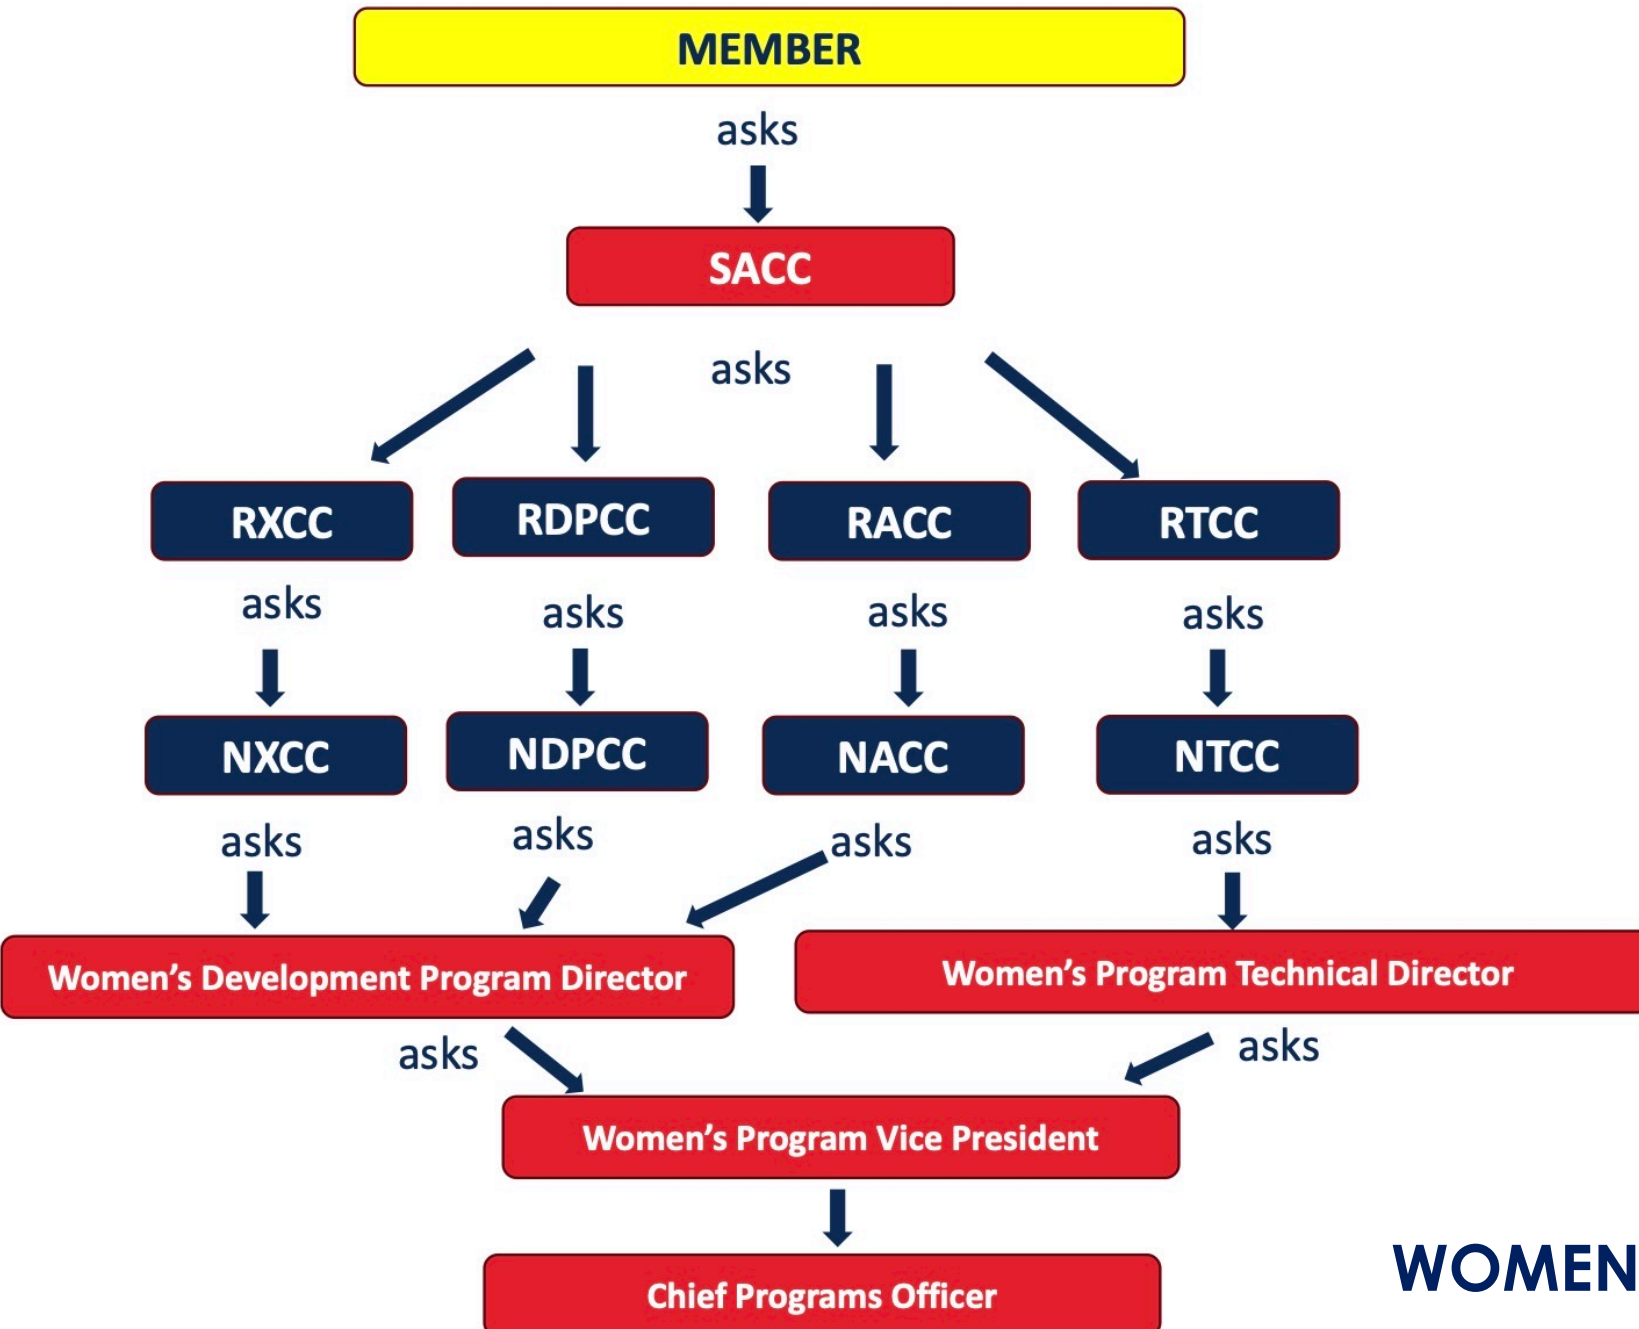 MEMBER
asks
SACC
asks
RXCC
RDPCC
RACC
RTCC
asks
asks
asks
asks
NXCC
NDPCC
NACC
NTCC
asks
asks
asks
asks
Women’s Development Program Director
Women’s Program Technical Director
asks
asks
Women’s Program Vice President
Chief Programs Officer
WOMEN